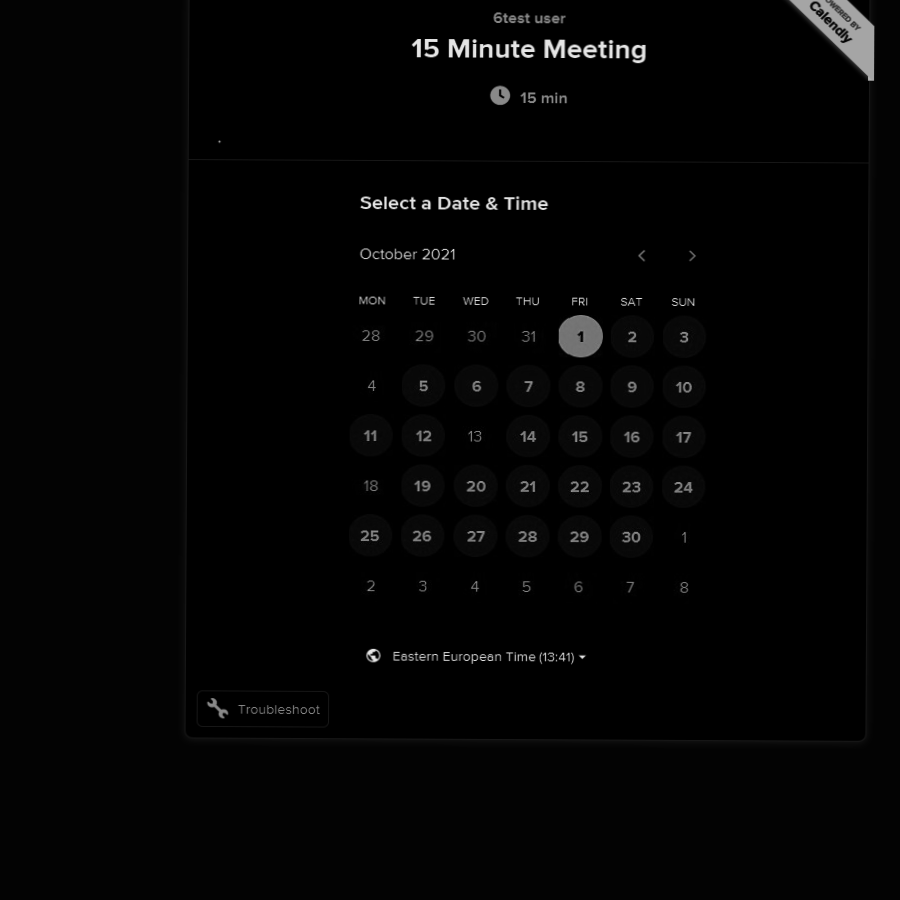 POWERED BY
Calendly
6test user
15 Minute Meeting
15 min
Select a Date & Time
October 2021
MON TUE WED THU FRI SAT SUN
28 29 30 31 1 2 3
4 5 6 7 8 9 10
11 12 13 14 15 16 17
18 19 20 21 22 23 24
25 26 27 28 29 30 1
2 3 4 5 6 7 8
Eastern European Time (13:41)
Troubleshoot